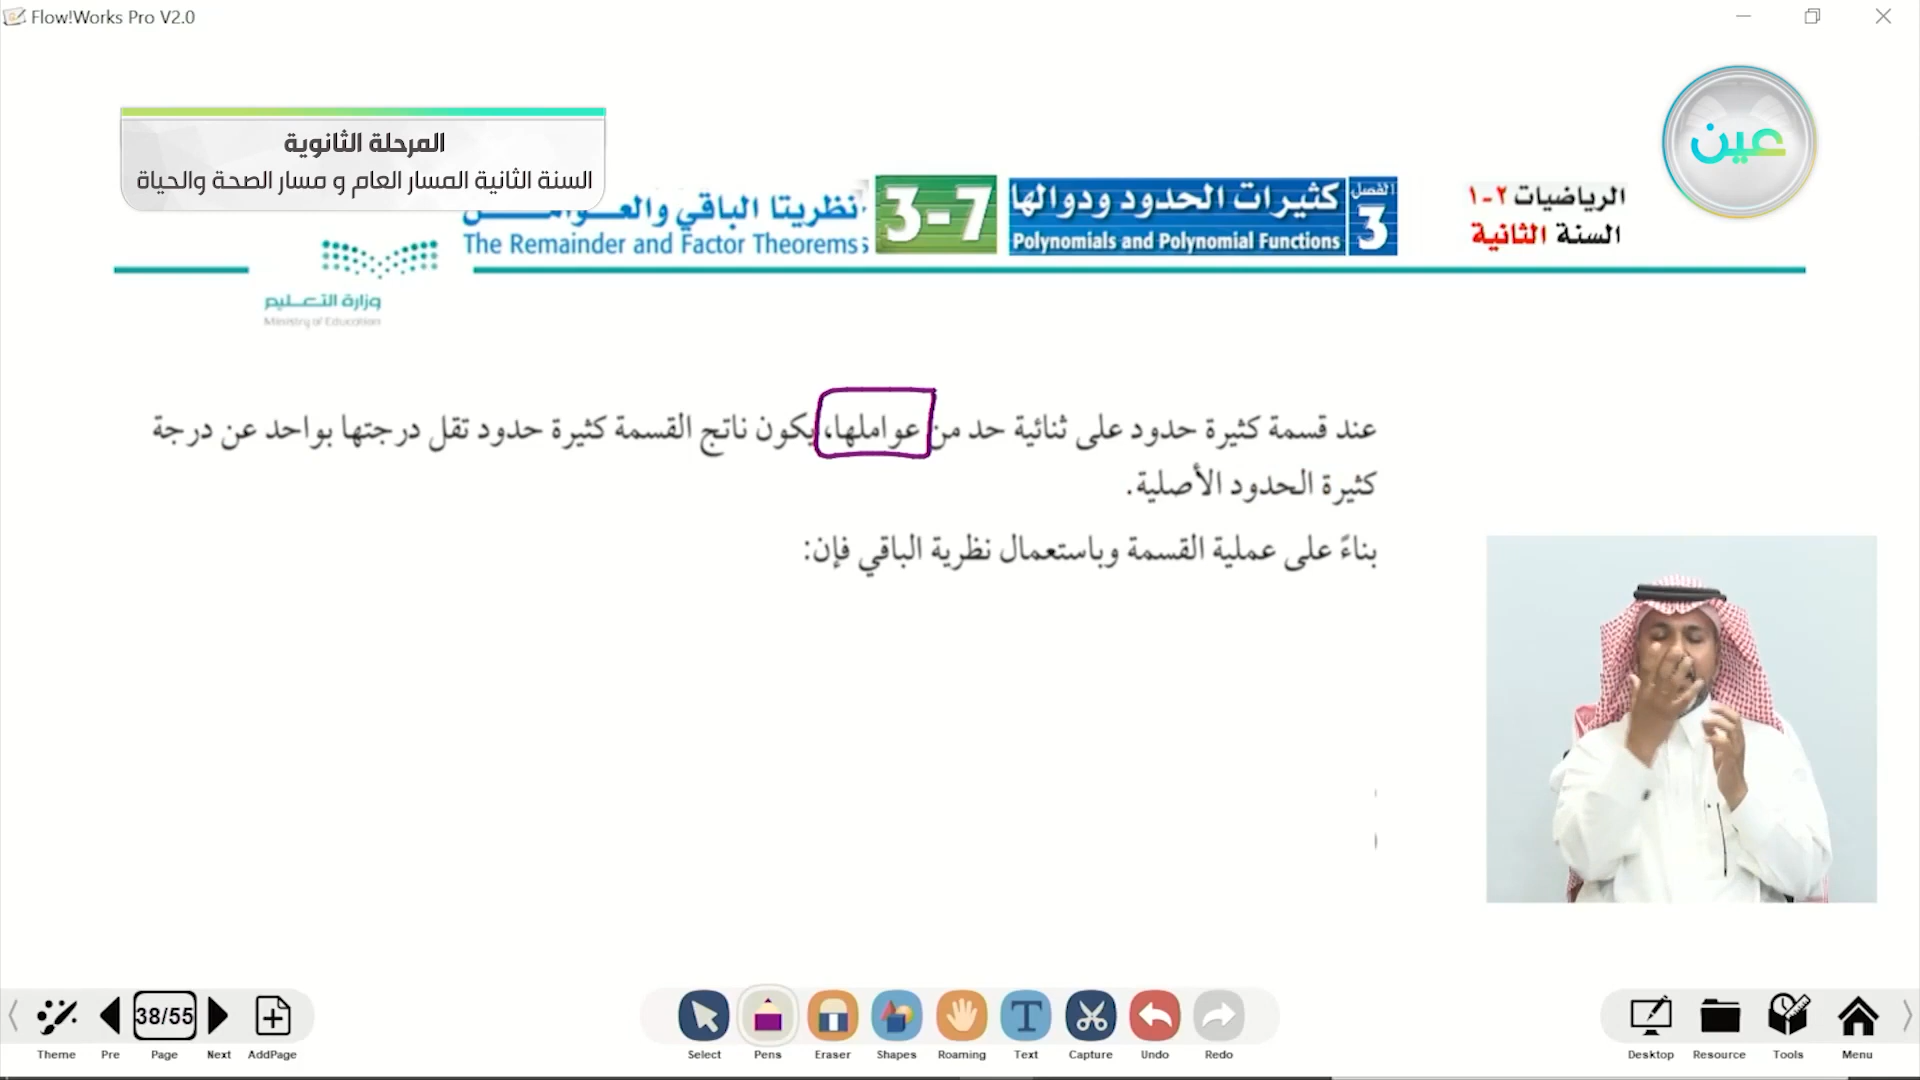 Flow!Works Pro V2.0
عين
المرحلة الثانوية
السنة الثانية المسار العام و مسار الصحة والحياة
الرياضيات ٢-١
السنة الثانية
الفصل 3
كثيرات الحدود ودوالها
Polynomials and Polynomial Functions
3-7
نظريتا الباقي والعوامل
The Remainder and Factor Theorems
وزارة التعليم
Ministry of Education
عند قسمة كثيرة حدود على ثنائية حد من عواملها، يكون ناتج القسمة كثيرة حدود تقل درجتها بواحد عن درجة
كثيرة الحدود الأصلية.
بناءً على عملية القسمة وباستعمال نظرية الباقي فإن:
38/55
Theme Pre Page Next AddPage
Select Pens Eraser Shapes Roaming Text Capture Undo Redo
Desktop Resource Tools Menu